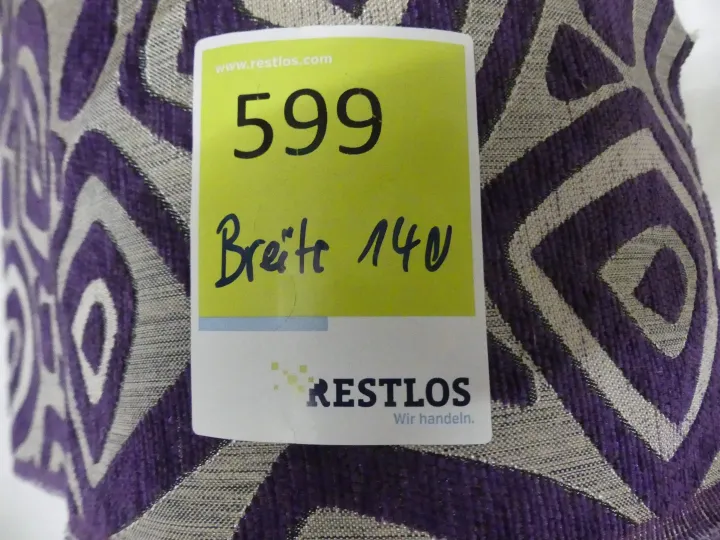 www.restlos.com
599
Breite 140
RESTLOS
Wir handeln.